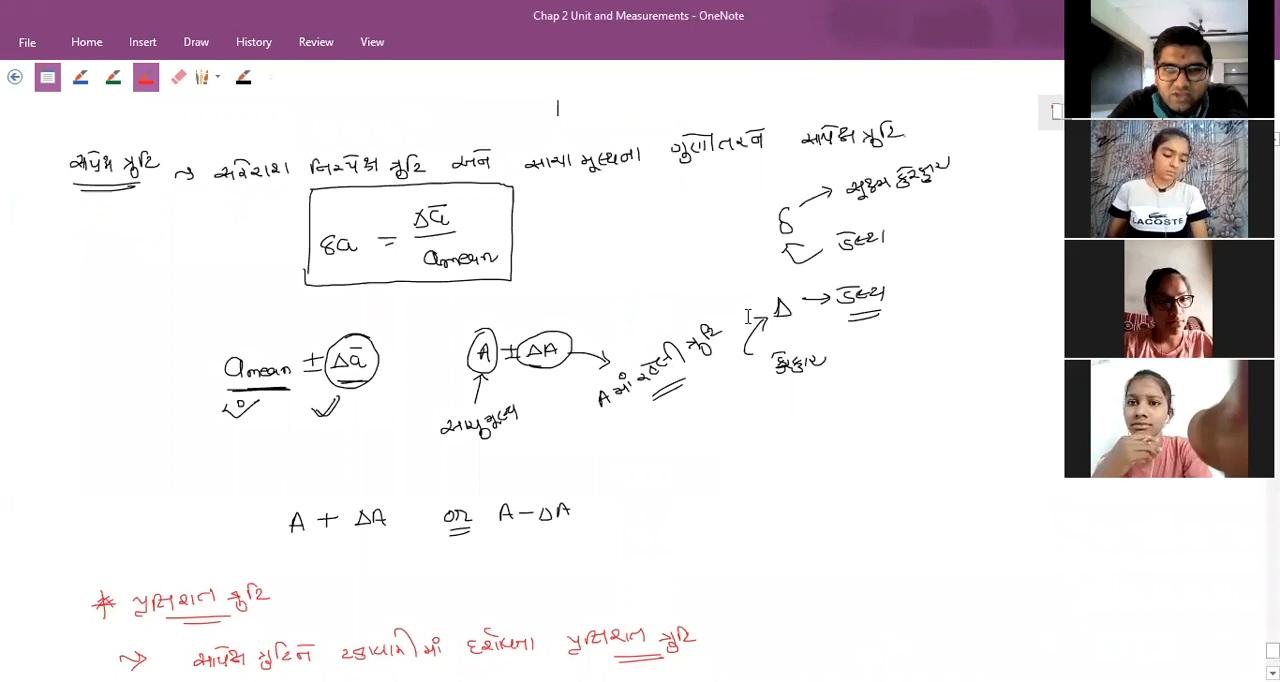 Chap 2 Unit and Measurements - OneNote
File Home Insert Draw History Review View
સાપેક્ષ ત્રુટિ → સરેરાશ નિરપેક્ષ ત્રુટિ અને સાચા મૂલ્યના ગુણોતરને સાપેક્ષ ત્રુટિ
δa = Δā / amean
δ → સૂક્ષ્મ ફેરફાર
ડેલ્ટા
Δ → ડેલ્ટા
ફેરફાર
amean ± Δā
A ± ΔA → A માં રહેલી ત્રુટિ
સાચુ મૂલ્ય
A + ΔA or A - ΔA
* પ્રતિશત ત્રુટિ
→ સાપેક્ષ ત્રુટિને ટકાવારીમાં દર્શાવતા પ્રતિશત ત્રુટિ
LACOSTE